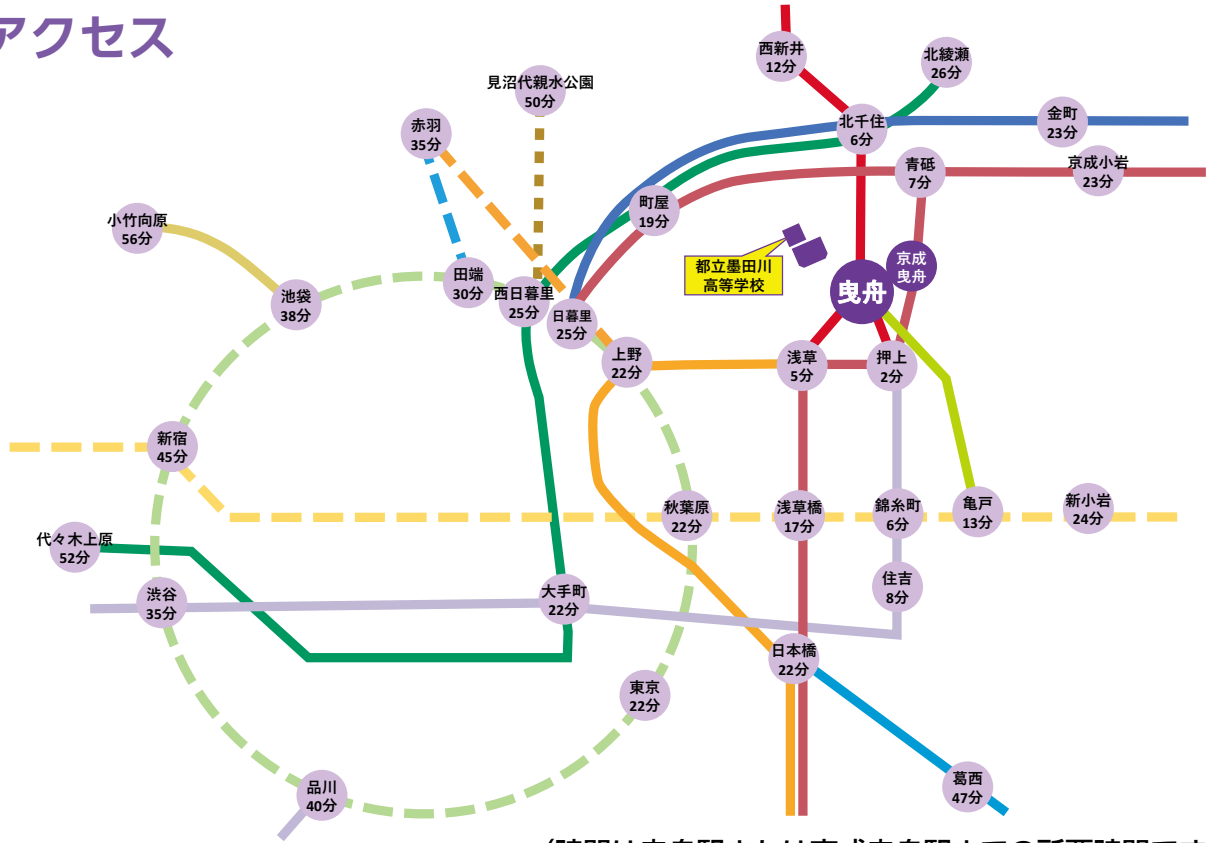 アクセス
西新井
12分
北綾瀬
26分
見沼代親水公園
50分
赤羽
35分
北千住
6分
金町
23分
青砥
7分
京成小岩
23分
町屋
19分
小竹向原
56分
都立墨田川
高等学校
京成
曳舟
曳舟
田端
30分
西日暮里
25分
池袋
38分
日暮里
25分
上野
22分
浅草
5分
押上
2分
新宿
45分
秋葉原
22分
浅草橋
17分
錦糸町
6分
亀戸
13分
新小岩
24分
代々木上原
52分
渋谷
35分
大手町
22分
住吉
8分
日本橋
22分
東京
22分
品川
40分
葛西
47分